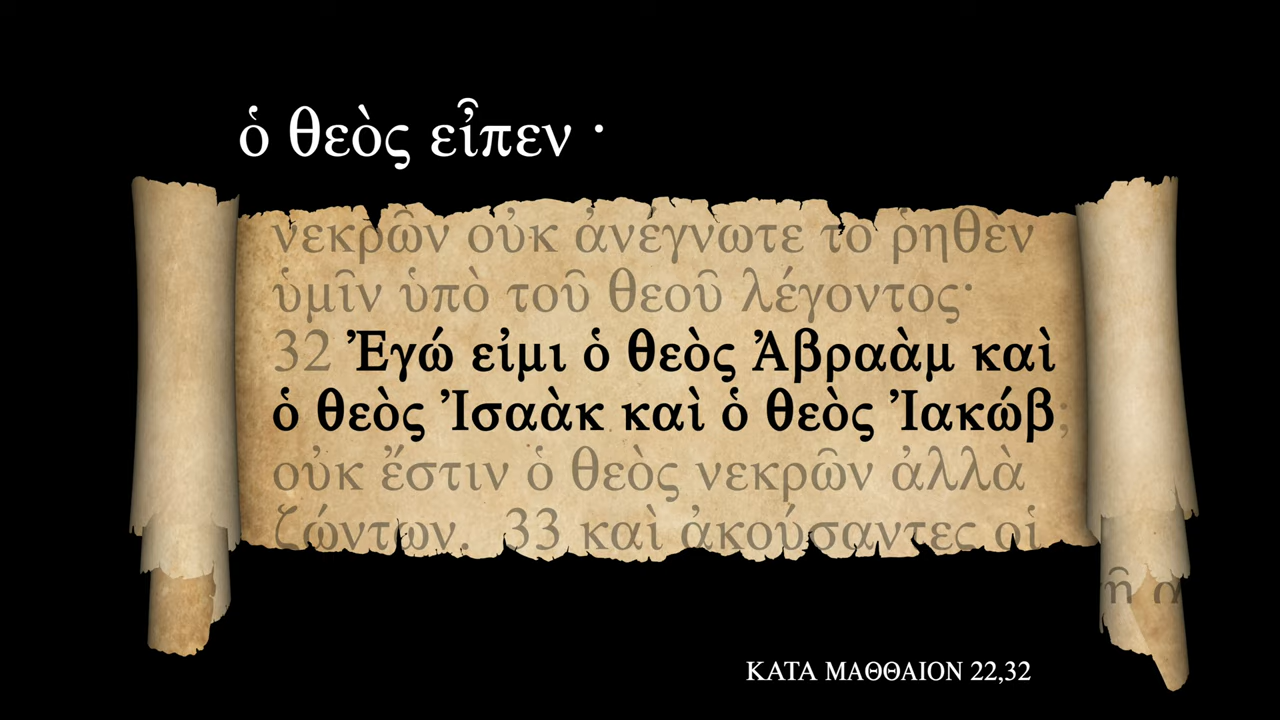 ὁ θεὸς εἶπεν ·
νεκρῶν οὐκ ἀνέγνωτε τὸ ῥηθὲν
ὑμῖν ὑπὸ τοῦ θεοῦ λέγοντος·
32 Ἐγώ εἰμι ὁ θεὸς Ἀβραὰμ καὶ
ὁ θεὸς Ἰσαὰκ καὶ ὁ θεὸς Ἰακώβ;
οὐκ ἔστιν ὁ θεὸς νεκρῶν ἀλλὰ
ζώντων. 33 καὶ ἀκούσαντες οἱ
ΚΑΤΑ ΜΑΘΘΑΙΟΝ 22,32